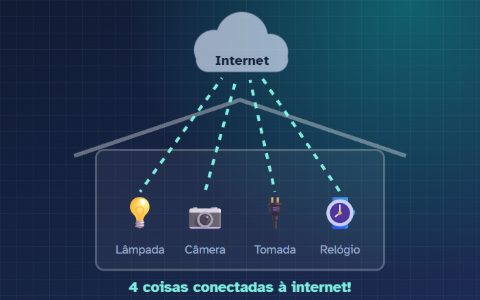 Internet
Lâmpada Câmera Tomada Relógio
4 coisas conectadas à internet!